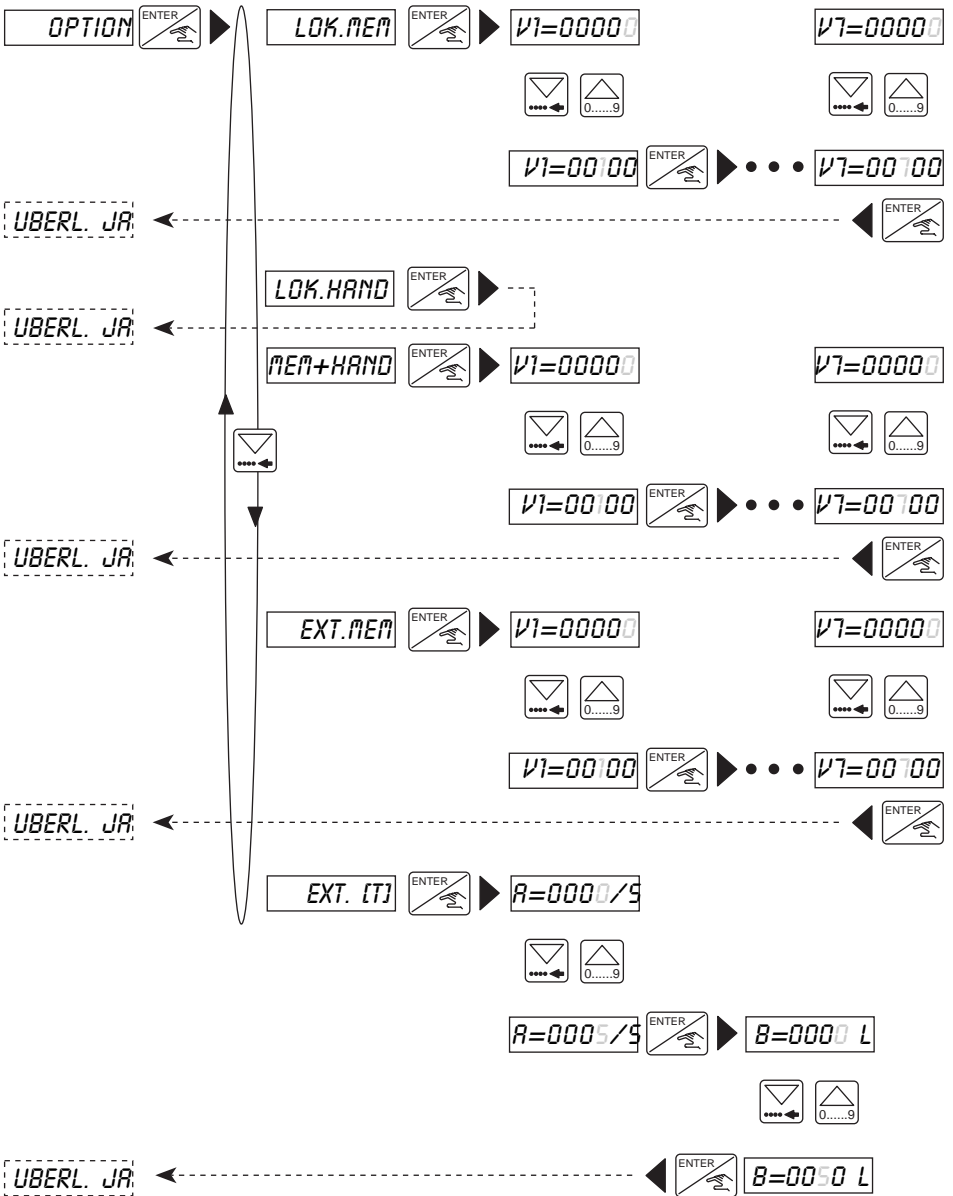 OPTION ENTER LOK.MEM ENTER V1=00000 V7=00000
0......9 0......9
V1=00100 ENTER V7=00700
UBERL. JA ENTER
LOK.HAND ENTER
UBERL. JA
MEM+HAND ENTER V1=00000 V7=00000
0......9 0......9
V1=00100 ENTER V7=00700
UBERL. JA ENTER
EXT.MEM ENTER V1=00000 V7=00000
0......9 0......9
V1=00100 ENTER V7=00700
UBERL. JA ENTER
EXT. [T] ENTER A=0000/S
0......9
A=0005/S ENTER B=0000 L
0......9
UBERL. JA ENTER B=0050 L